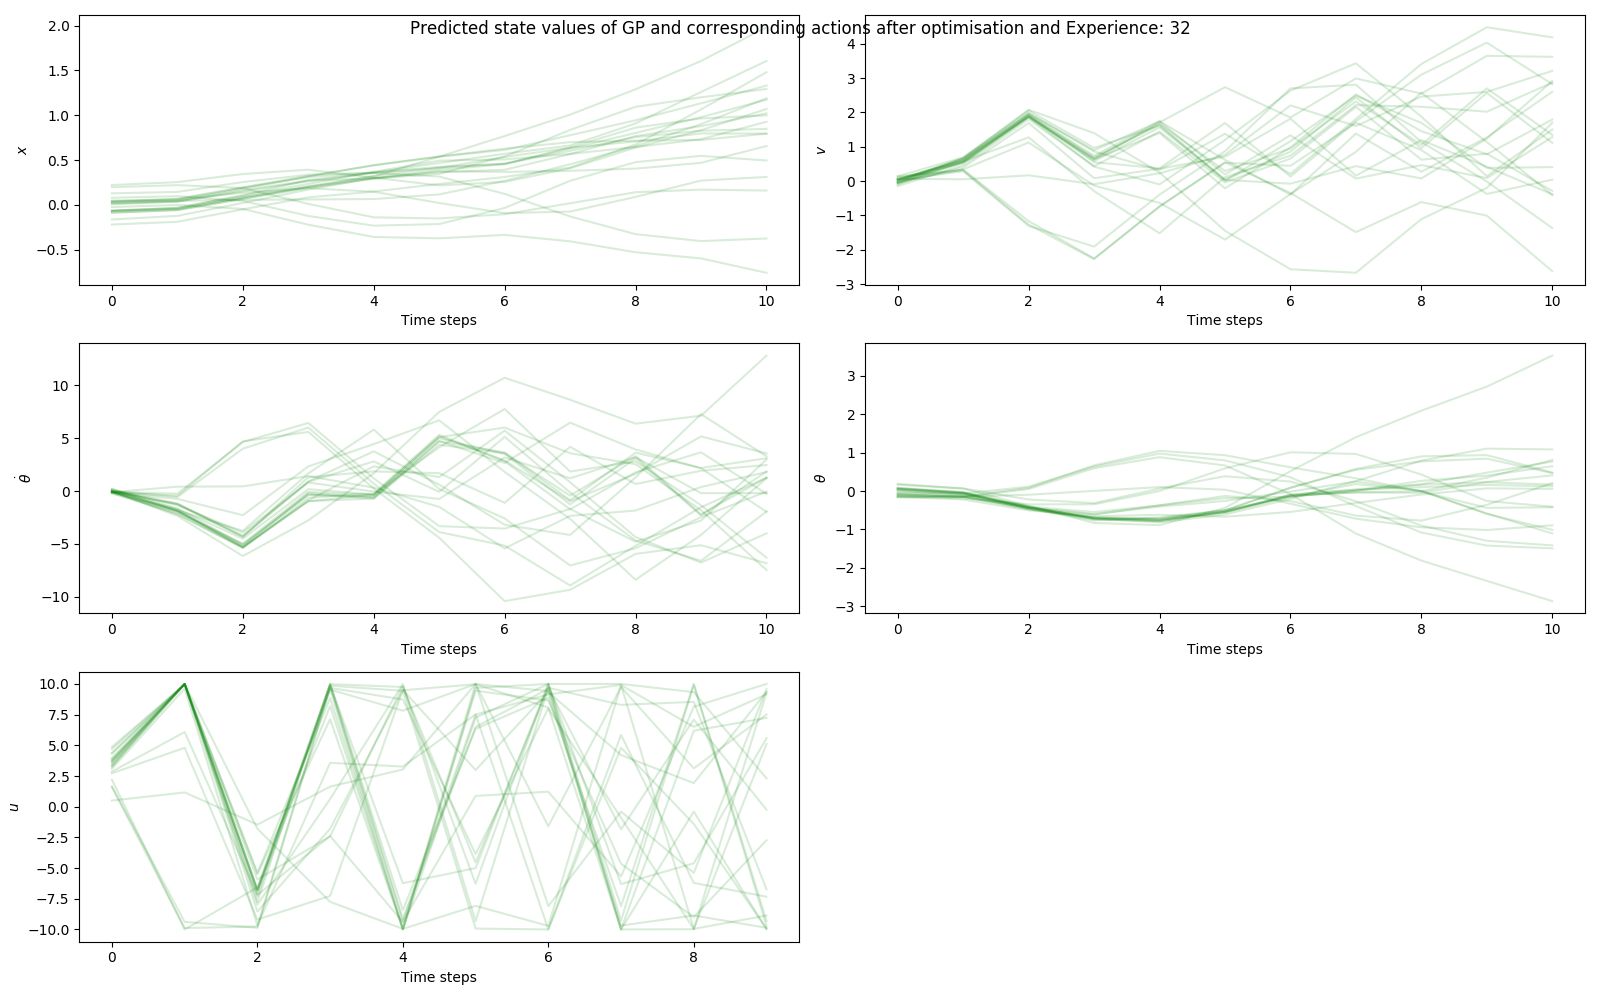 Predicted state values of GP and corresponding actions after optimisation and Experience: 32
2.0
1.5
1.0
0.5
0.0
−0.5
x
0 2 4 6 8 10
Time steps
4
3
2
1
0
−1
−2
−3
v
0 2 4 6 8 10
Time steps
10
5
0
−5
−10
θ̇
0 2 4 6 8 10
Time steps
3
2
1
0
−1
−2
−3
θ
0 2 4 6 8 10
Time steps
10.0
7.5
5.0
2.5
0.0
−2.5
−5.0
−7.5
−10.0
u
0 2 4 6 8
Time steps